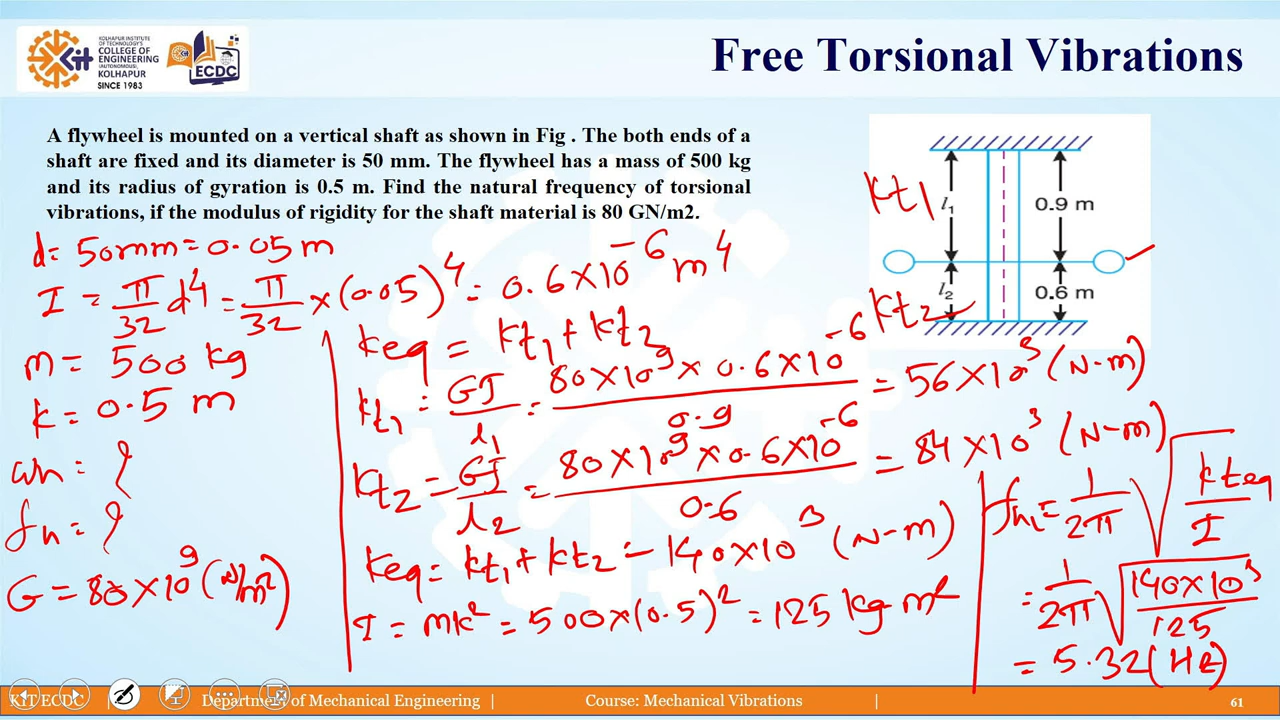 KOLHAPUR INSTITUTE
OF TECHNOLOGY'S
COLLEGE OF
ENGINEERING
(AUTONOMOUS),
KOLHAPUR
SINCE 1983
Kit
ECDC
Free Torsional Vibrations
A flywheel is mounted on a vertical shaft as shown in Fig . The both ends of a
shaft are fixed and its diameter is 50 mm. The flywheel has a mass of 500 kg
and its radius of gyration is 0.5 m. Find the natural frequency of torsional
vibrations, if the modulus of rigidity for the shaft material is 80 GN/m2.
kt1
l₁
0.9 m
l₂
0.6 m
kt2
d = 50mm = 0.05 m
I = π/32 d⁴ = π/32 × (0.05)⁴ = 0.6×10⁻⁶ m⁴
m = 500 kg
k = 0.5 m
ωn = ?
fn = ?
G = 80×10⁹ (N/m²)
keq = kt1 + kt2
kt1 = GJ/l1 = 80×10⁹ × 0.6×10⁻⁶ / 0.9 = 56×10³ (N-m)
kt2 = GJ/l2 = 80×10⁹ × 0.6×10⁻⁶ / 0.6 = 84×10³ (N-m)
keq = kt1 + kt2 = 140×10³ (N-m)
I = mk² = 500×(0.5)² = 125 kg-m²
fn = 1/2π √(kteq/I)
= 1/2π √(140×10³/125)
= 5.32 (Hz)
KIT ECDC
Department of Mechanical Engineering |
Course: Mechanical Vibrations
|
61